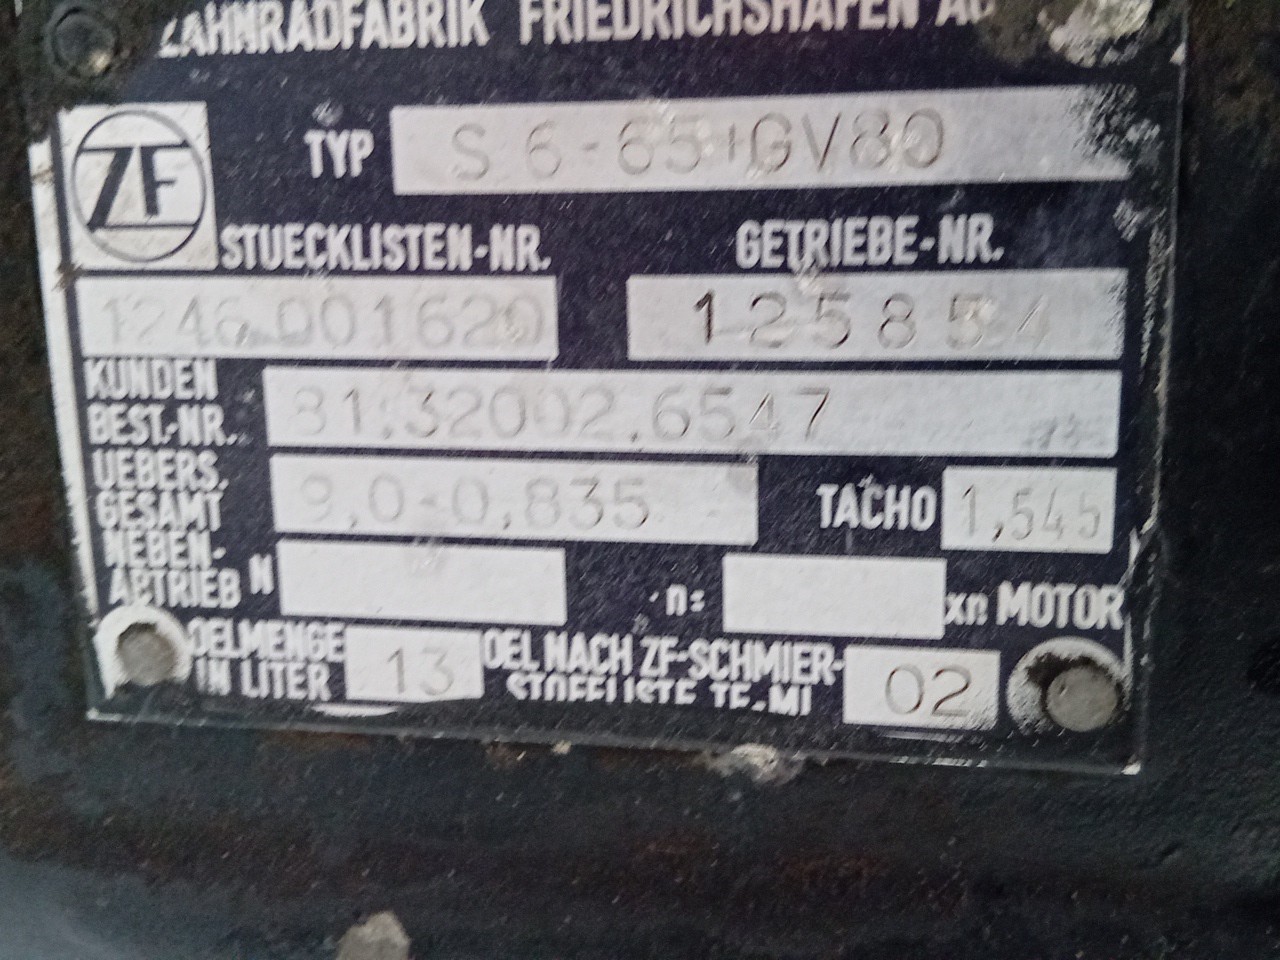 ZAHNRADFABRIK FRIEDRICHSHAFEN AG
ZF
TYP S 6-65+GV80
STUECKLISTEN-NR. GETRIEBE-NR.
1246.001620 125854
KUNDEN
BEST.-NR. 81.32002.6547
UEBERS.
GESAMT 9,0-0,835 TACHO 1,545
NEBEN-
ABTRIEB N n= xn MOTOR
OELMENGE
IN LITER 13 OEL NACH ZF-SCHMIER-
STOFFLISTE TE-ML 02